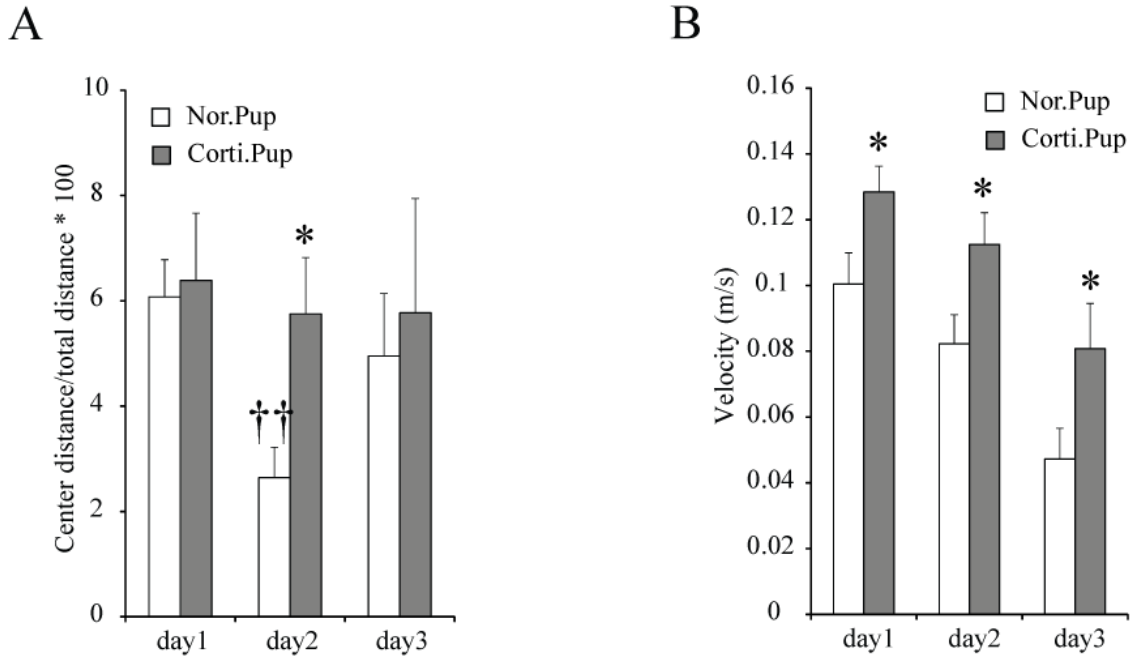 A
Center distance/total distance * 100
10
8
6
4
2
0
Nor.Pup
Corti.Pup
*
††
day1 day2 day3
B
Velocity (m/s)
0.16
0.14
0.12
0.1
0.08
0.06
0.04
0.02
0
Nor.Pup
Corti.Pup
*
*
*
day1 day2 day3